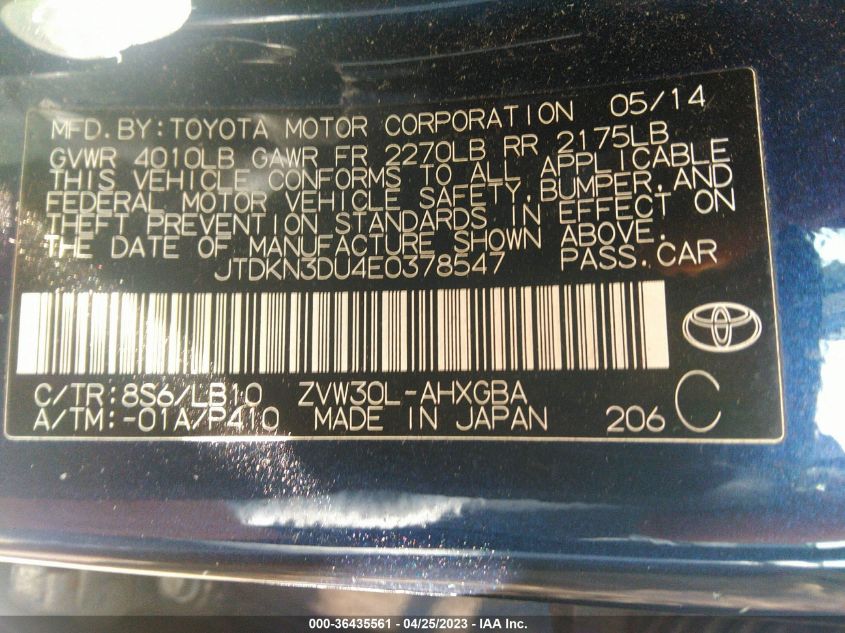 MFD. BY: TOYOTA MOTOR CORPORATION 05/14
GVWR 4010LB GAWR FR 2270LB RR 2175LB
THIS VEHICLE CONFORMS TO ALL APPLICABLE
FEDERAL MOTOR VEHICLE SAFETY, BUMPER, AND
THEFT PREVENTION STANDARDS IN EFFECT ON
THE DATE OF MANUFACTURE SHOWN ABOVE.
JTDKN3DU4E0378547 PASS. CAR
C/TR: 8S6/LB10 ZVW30L-AHXGBA
A/TM: -01A/P410 MADE IN JAPAN 206 C
000-36435561 / 04/25/2023 / IAA Inc.